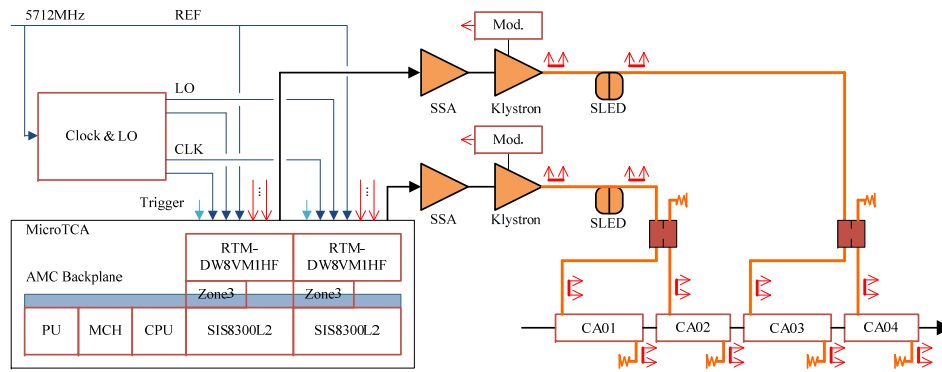 5712MHz
REF
Mod.
LO
SSA
Klystron
SLED
Clock & LO
Mod.
CLK
Trigger
...
...
SSA
Klystron
SLED
MicroTCA
RTM-
DW8VM1HF
RTM-
DW8VM1HF
AMC Backplane
Zone3
Zone3
PU
MCH
CPU
SIS8300L2
SIS8300L2
CA01
CA02
CA03
CA04